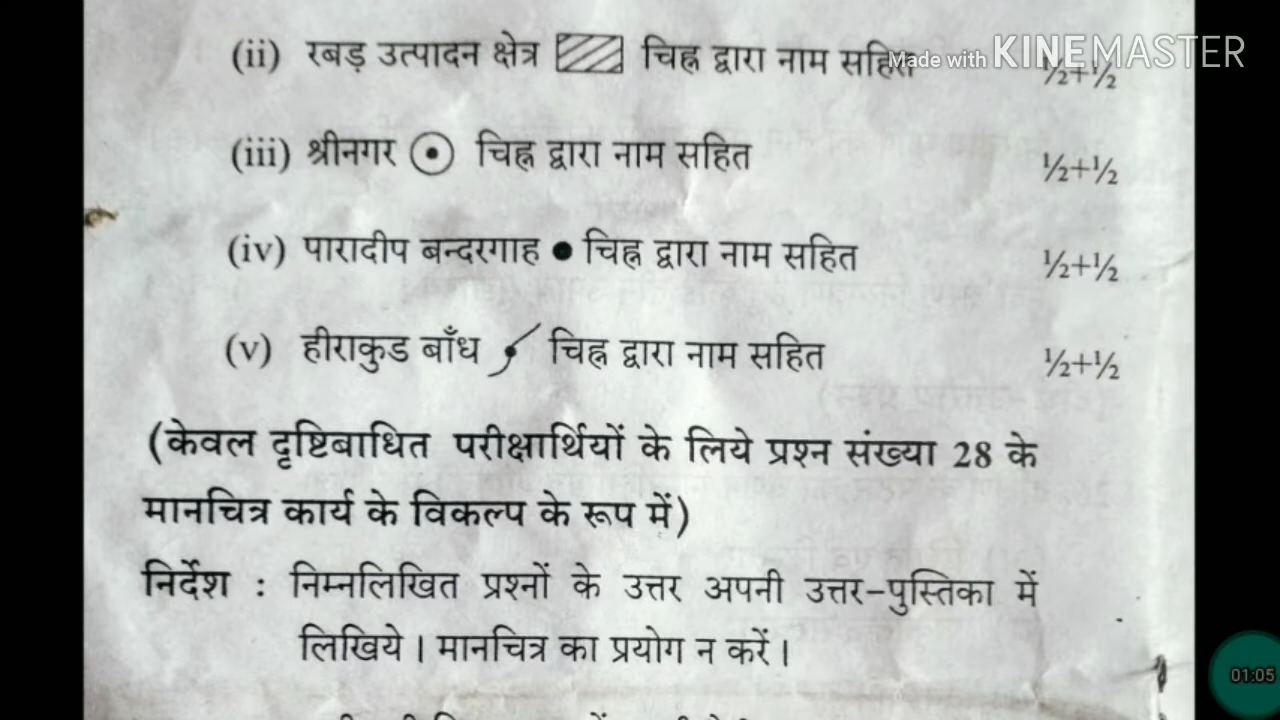 (ii) रबड़ उत्पादन क्षेत्र चिह्न द्वारा नाम सहित ½+½
Made with KINEMASTER
(iii) श्रीनगर चिह्न द्वारा नाम सहित ½+½
(iv) पारादीप बन्दरगाह ● चिह्न द्वारा नाम सहित ½+½
(v) हीराकुड बाँध चिह्न द्वारा नाम सहित ½+½
(केवल दृष्टिबाधित परीक्षार्थियों के लिये प्रश्न संख्या 28 के
मानचित्र कार्य के विकल्प के रूप में)
निर्देश : निम्नलिखित प्रश्नों के उत्तर अपनी उत्तर-पुस्तिका में
लिखिये । मानचित्र का प्रयोग न करें ।
01:05